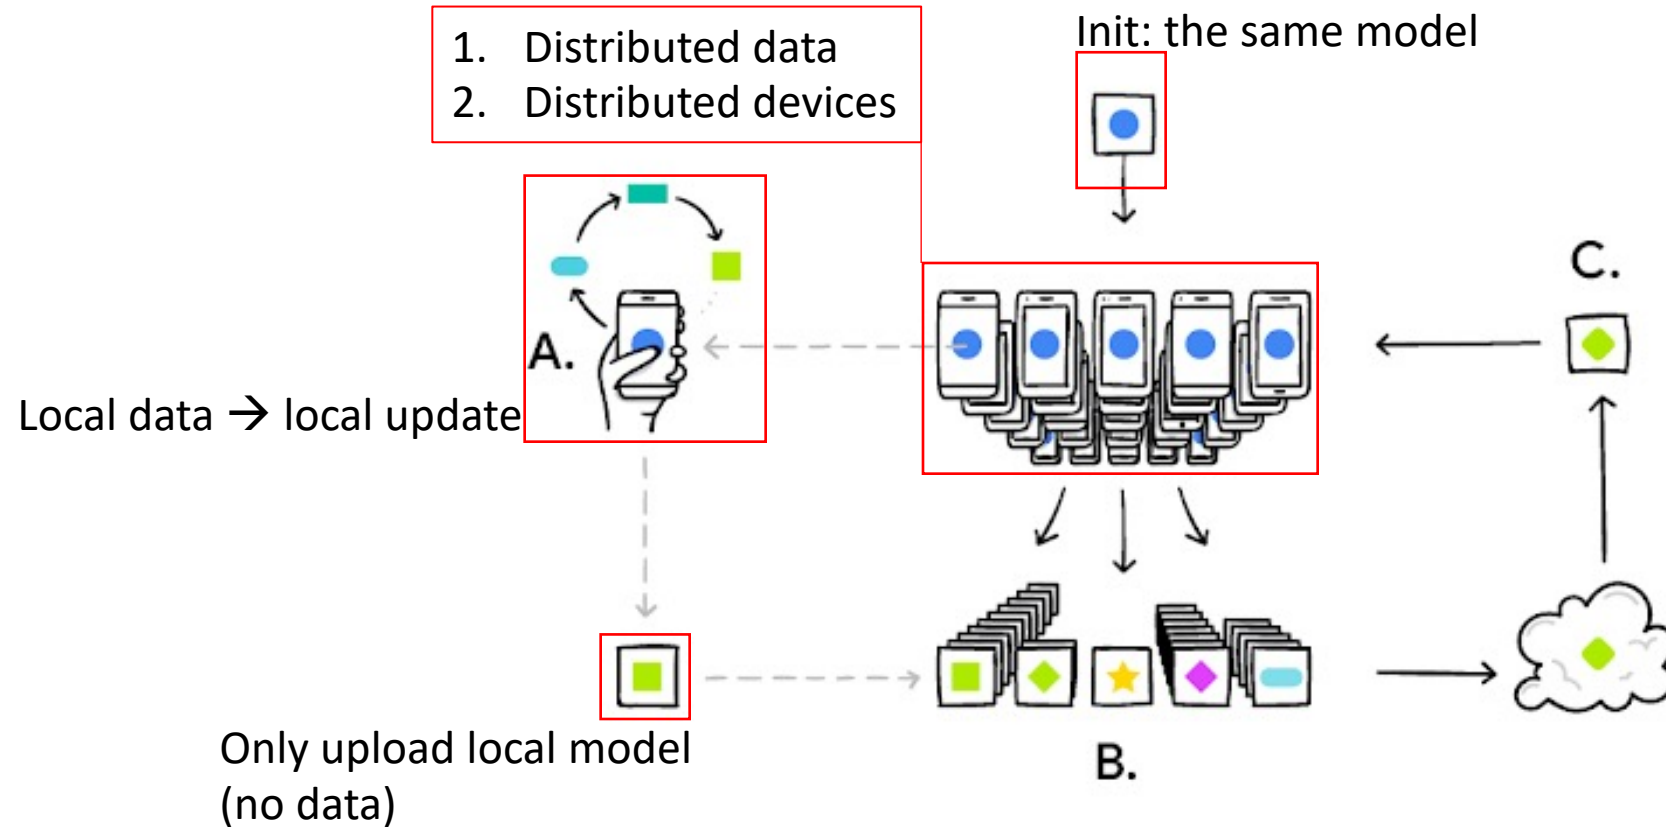 1. Distributed data
2. Distributed devices
Init: the same model
C.
A.
Local data → local update
Only upload local model
(no data)
B.